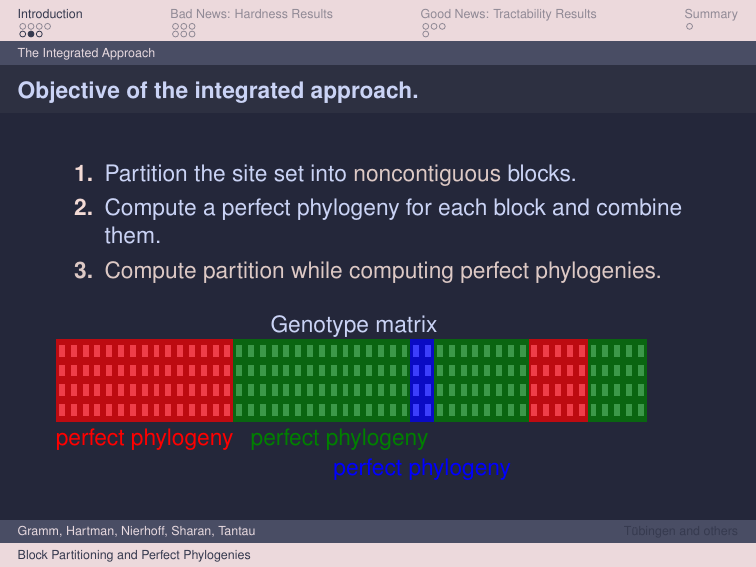 Introduction
Bad News: Hardness Results
Good News: Tractability Results
Summary
The Integrated Approach
Objective of the integrated approach.
1. Partition the site set into noncontiguous blocks.
2. Compute a perfect phylogeny for each block and combine
them.
3. Compute partition while computing perfect phylogenies.
Genotype matrix
perfect phylogeny perfect phylogeny
perfect phylogeny
Gramm, Hartman, Nierhoff, Sharan, Tantau
Tübingen and others
Block Partitioning and Perfect Phylogenies